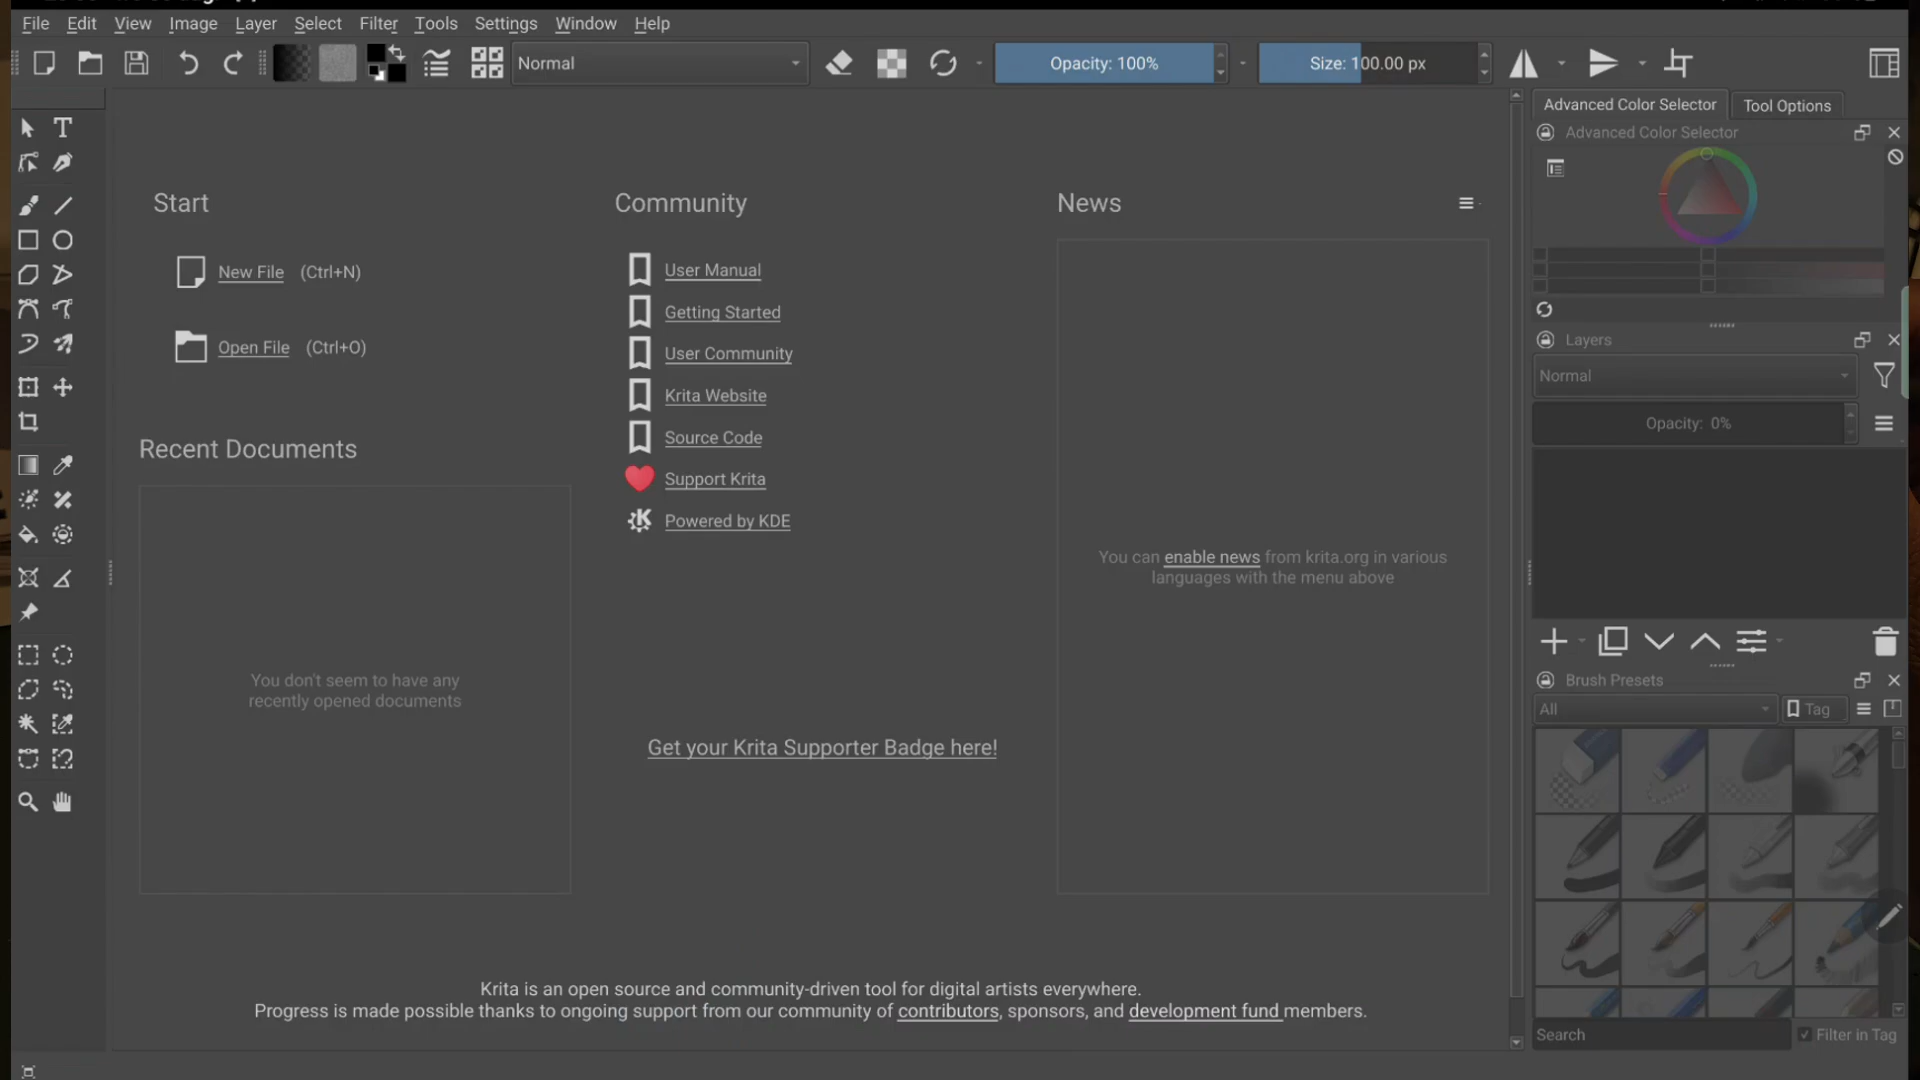 File Edit View Image Layer Select Filter Tools Settings Window Help
Normal
Opacity: 100%
Size: 100.00 px
Advanced Color Selector
Tool Options
Advanced Color Selector
Start
New File (Ctrl+N)
Open File (Ctrl+O)
Recent Documents
You don't seem to have any
recently opened documents
Community
User Manual
Getting Started
User Community
Krita Website
Source Code
Support Krita
Powered by KDE
Get your Krita Supporter Badge here!
News
You can enable news from krita.org in various
languages with the menu above
Layers
Normal
Opacity: 0%
Brush Presets
All
Tag
Search
Filter in Tag
Krita is an open source and community-driven tool for digital artists everywhere.
Progress is made possible thanks to ongoing support from our community of contributors, sponsors, and development fund members.